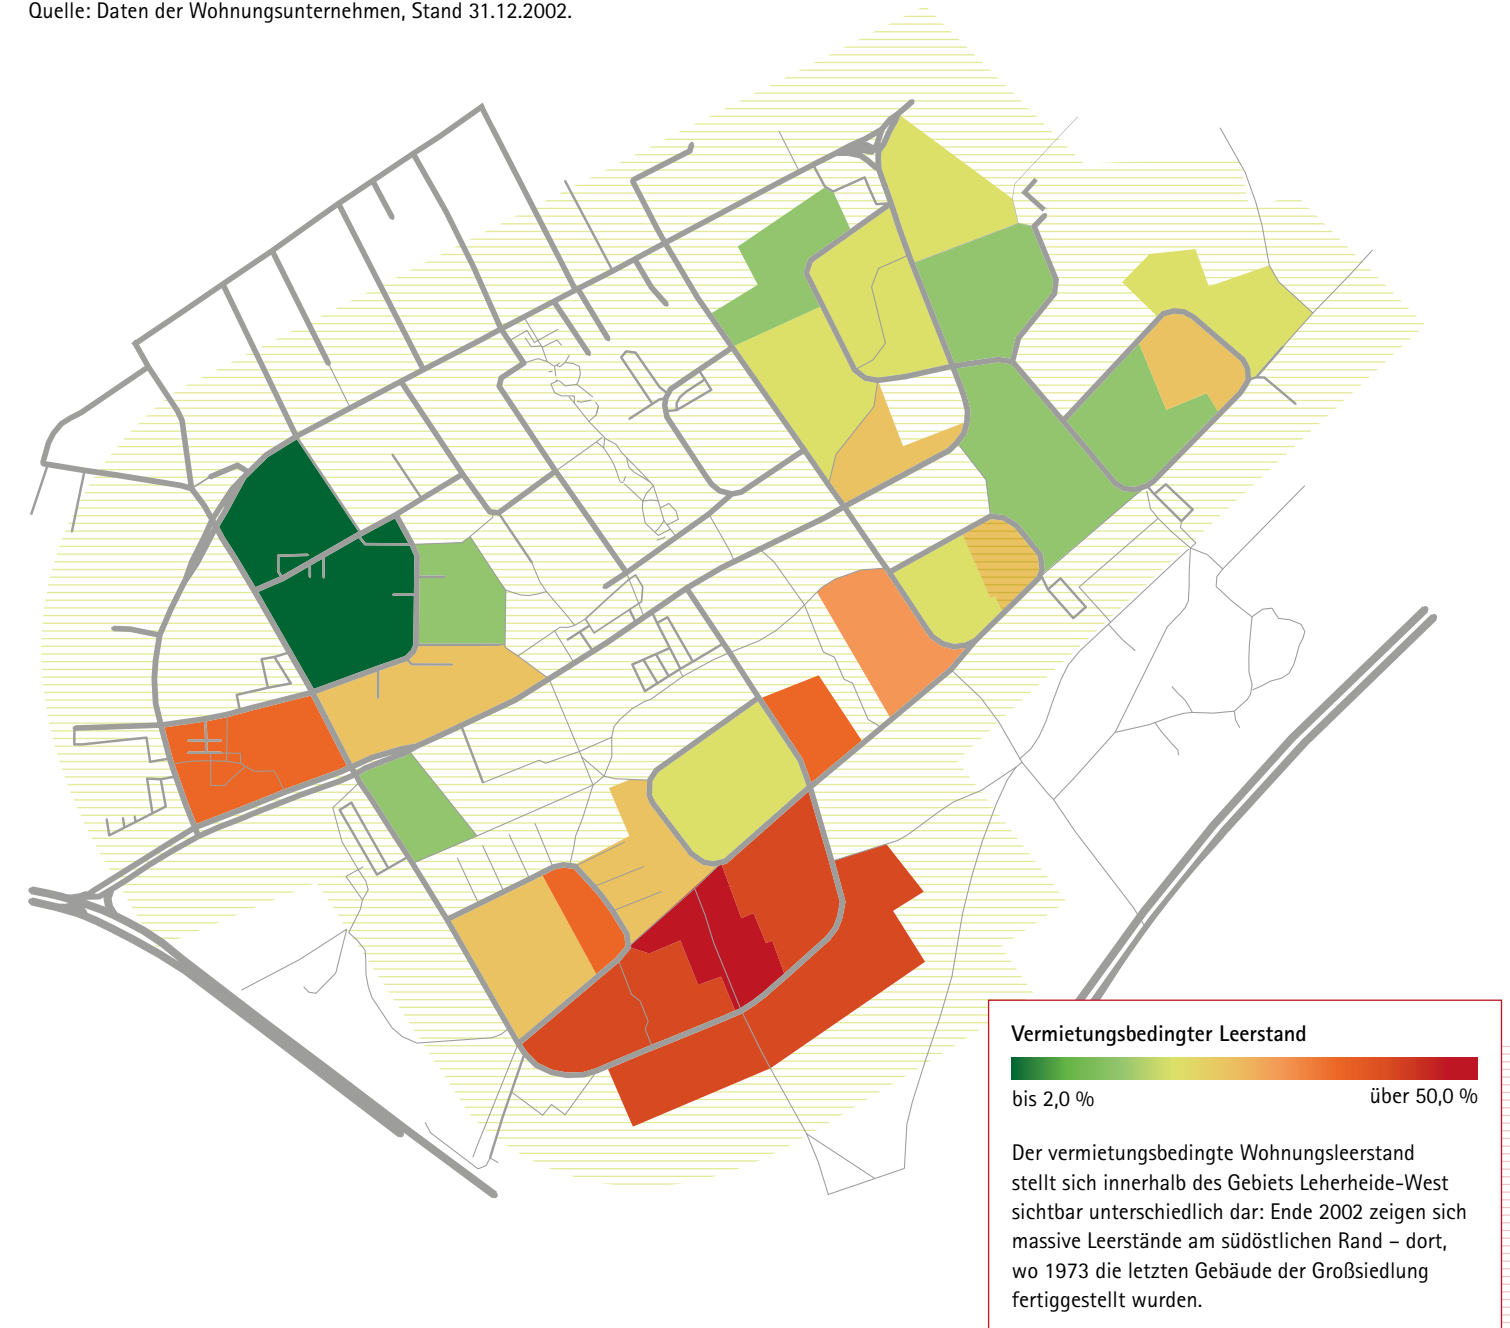 Quelle: Daten der Wohnungsunternehmen, Stand 31.12.2002.
Vermietungsbedingter Leerstand
bis 2,0 %
über 50,0 %
Der vermietungsbedingte Wohnungsleerstand
stellt sich innerhalb des Gebiets Leherheide-West
sichtbar unterschiedlich dar: Ende 2002 zeigen sich
massive Leerstände am südöstlichen Rand – dort,
wo 1973 die letzten Gebäude der Großsiedlung
fertiggestellt wurden.